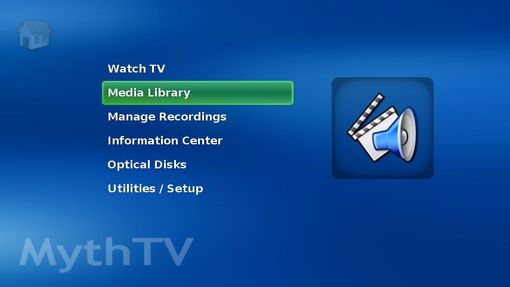 Watch TV
Media Library
Manage Recordings
Information Center
Optical Disks
Utilities / Setup
MythTV